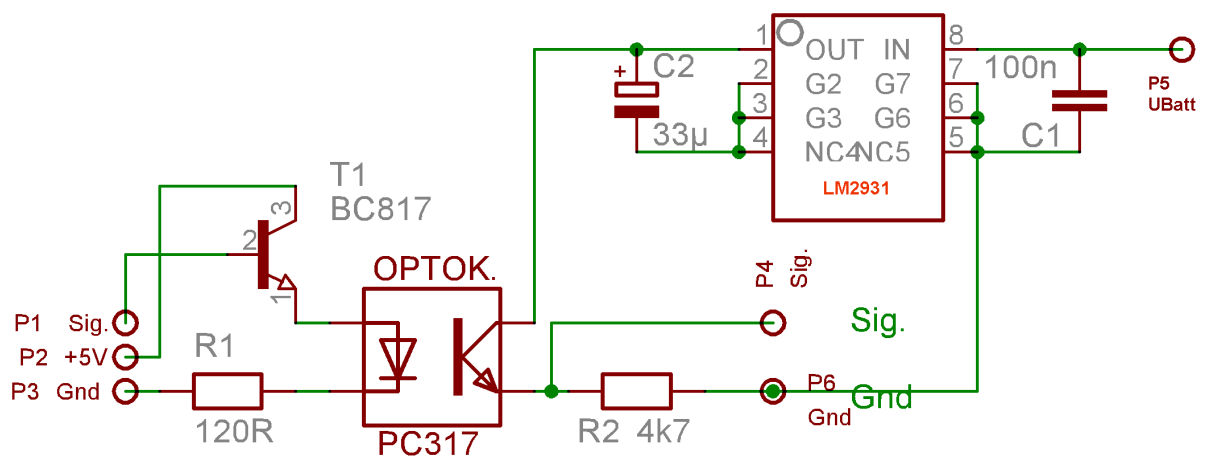 1 OUT IN 8
2 G2 G7 7
3 G3 G6 6
4 NC4 NC5 5
LM2931
+ C2
33µ
100n
C1
P5
UBatt
T1
BC817
3
2
1
OPTOK.
PC317
P1 Sig.
P2 +5V
P3 Gnd
R1
120R
R2 4k7
P4
Sig.
Sig.
P6
Gnd
Gnd